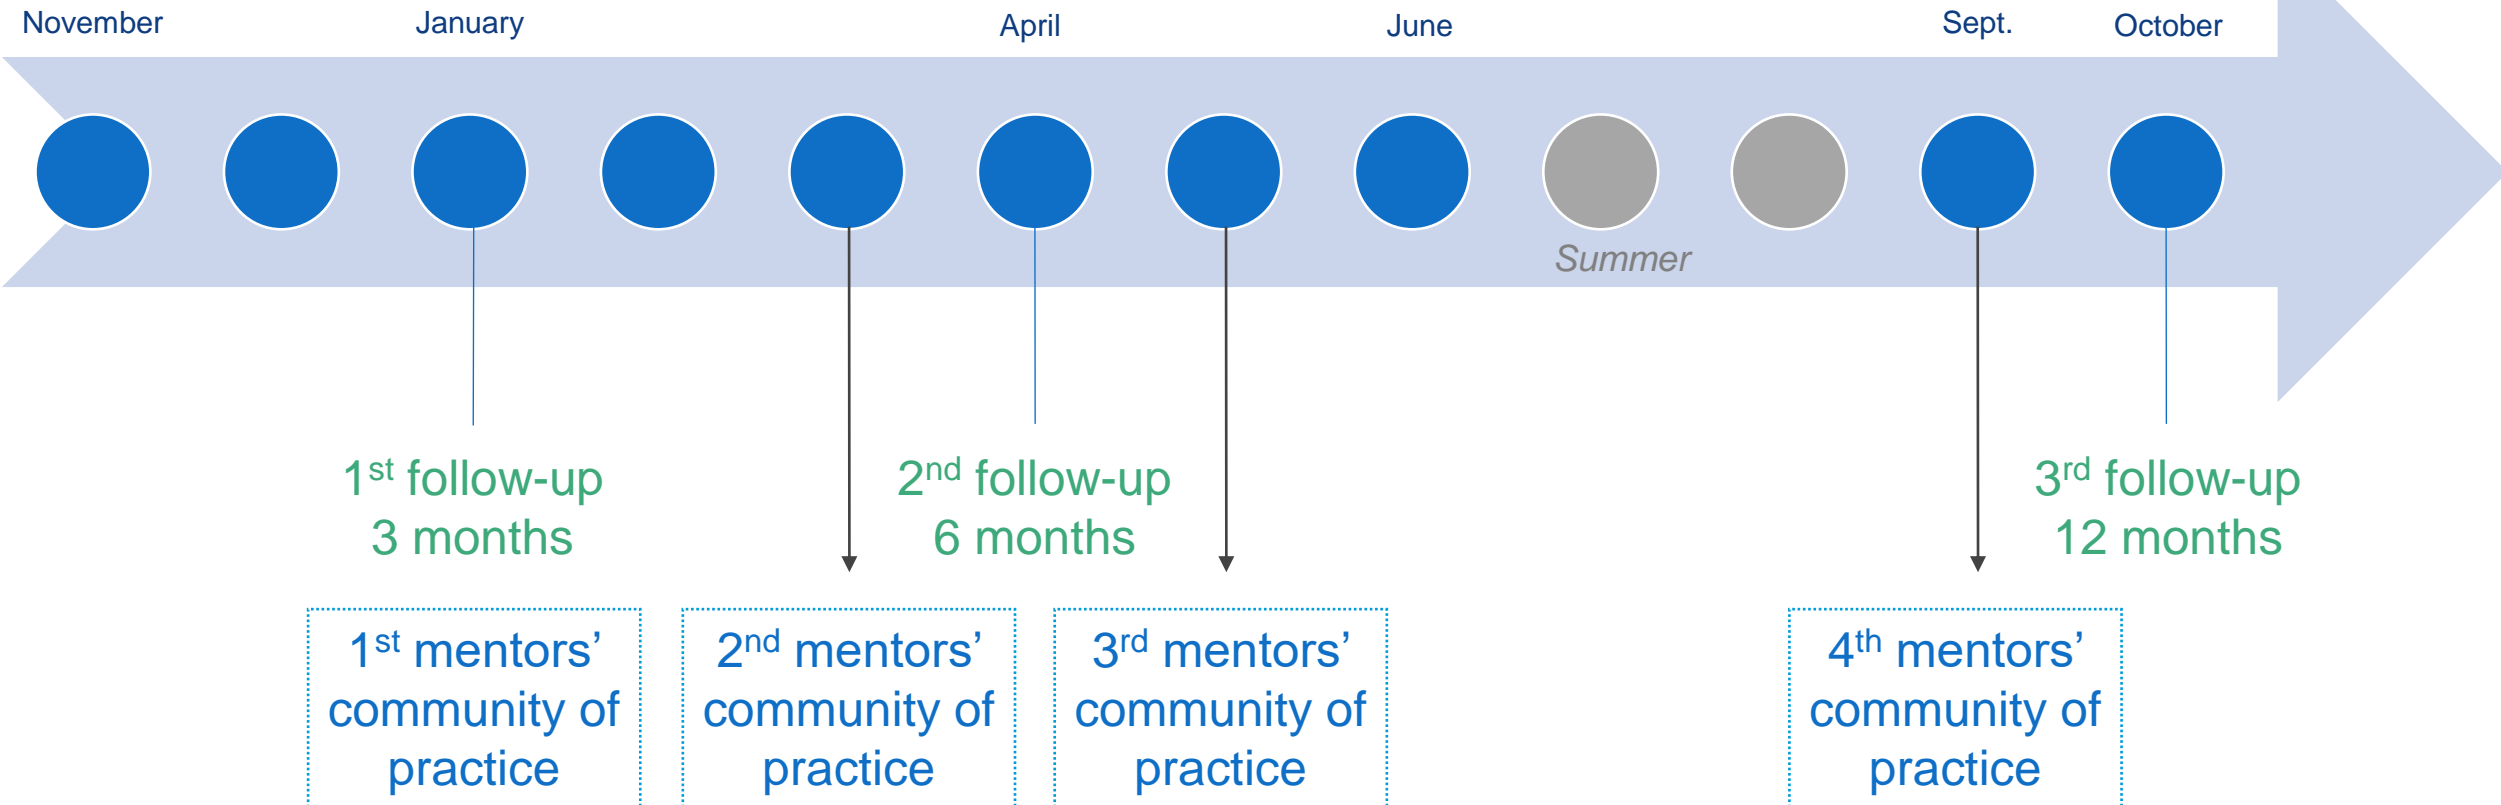 November January April June Sept. October
Summer
1st follow-up
3 months
2nd follow-up
6 months
3rd follow-up
12 months
1st mentors’
community of
practice
2nd mentors’
community of
practice
3rd mentors’
community of
practice
4th mentors’
community of
practice